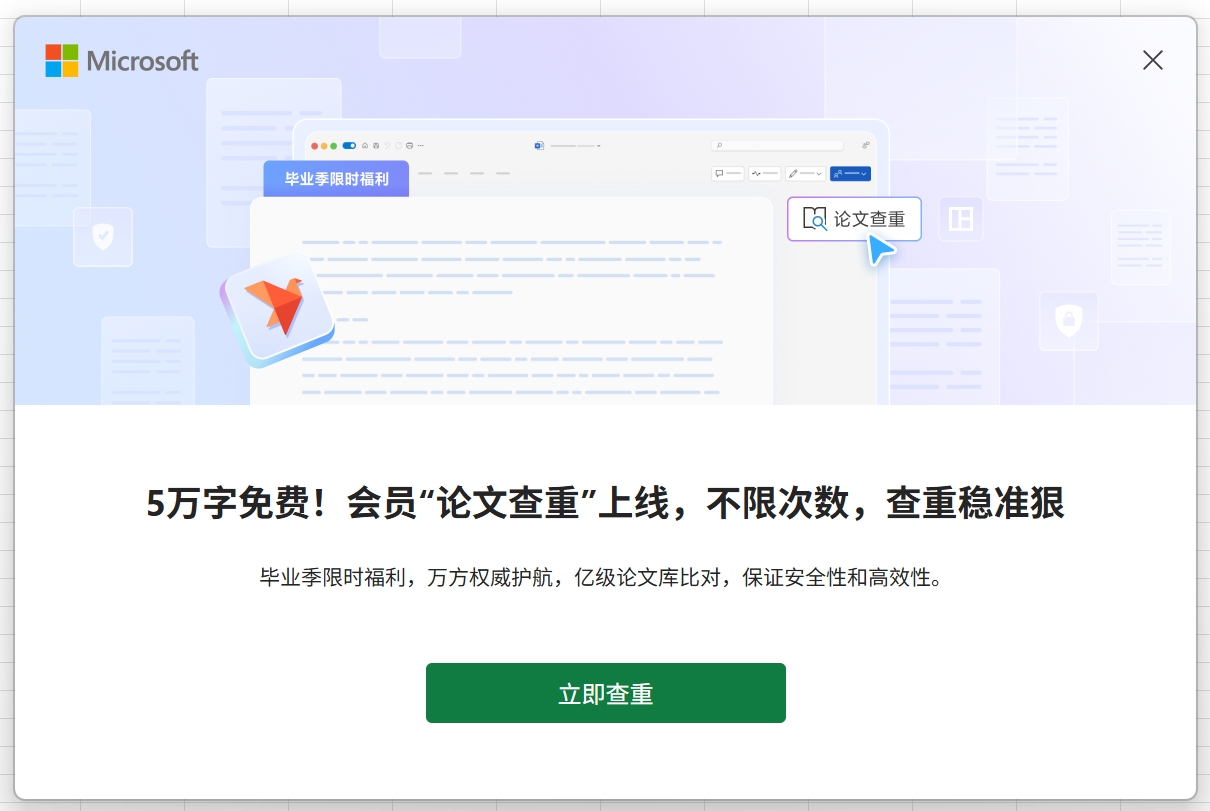 Microsoft
毕业季限时福利
论文查重
5万字免费！会员“论文查重”上线，不限次数，查重稳准狠
毕业季限时福利，万方权威护航，亿级论文库比对，保证安全性和高效性。
立即查重